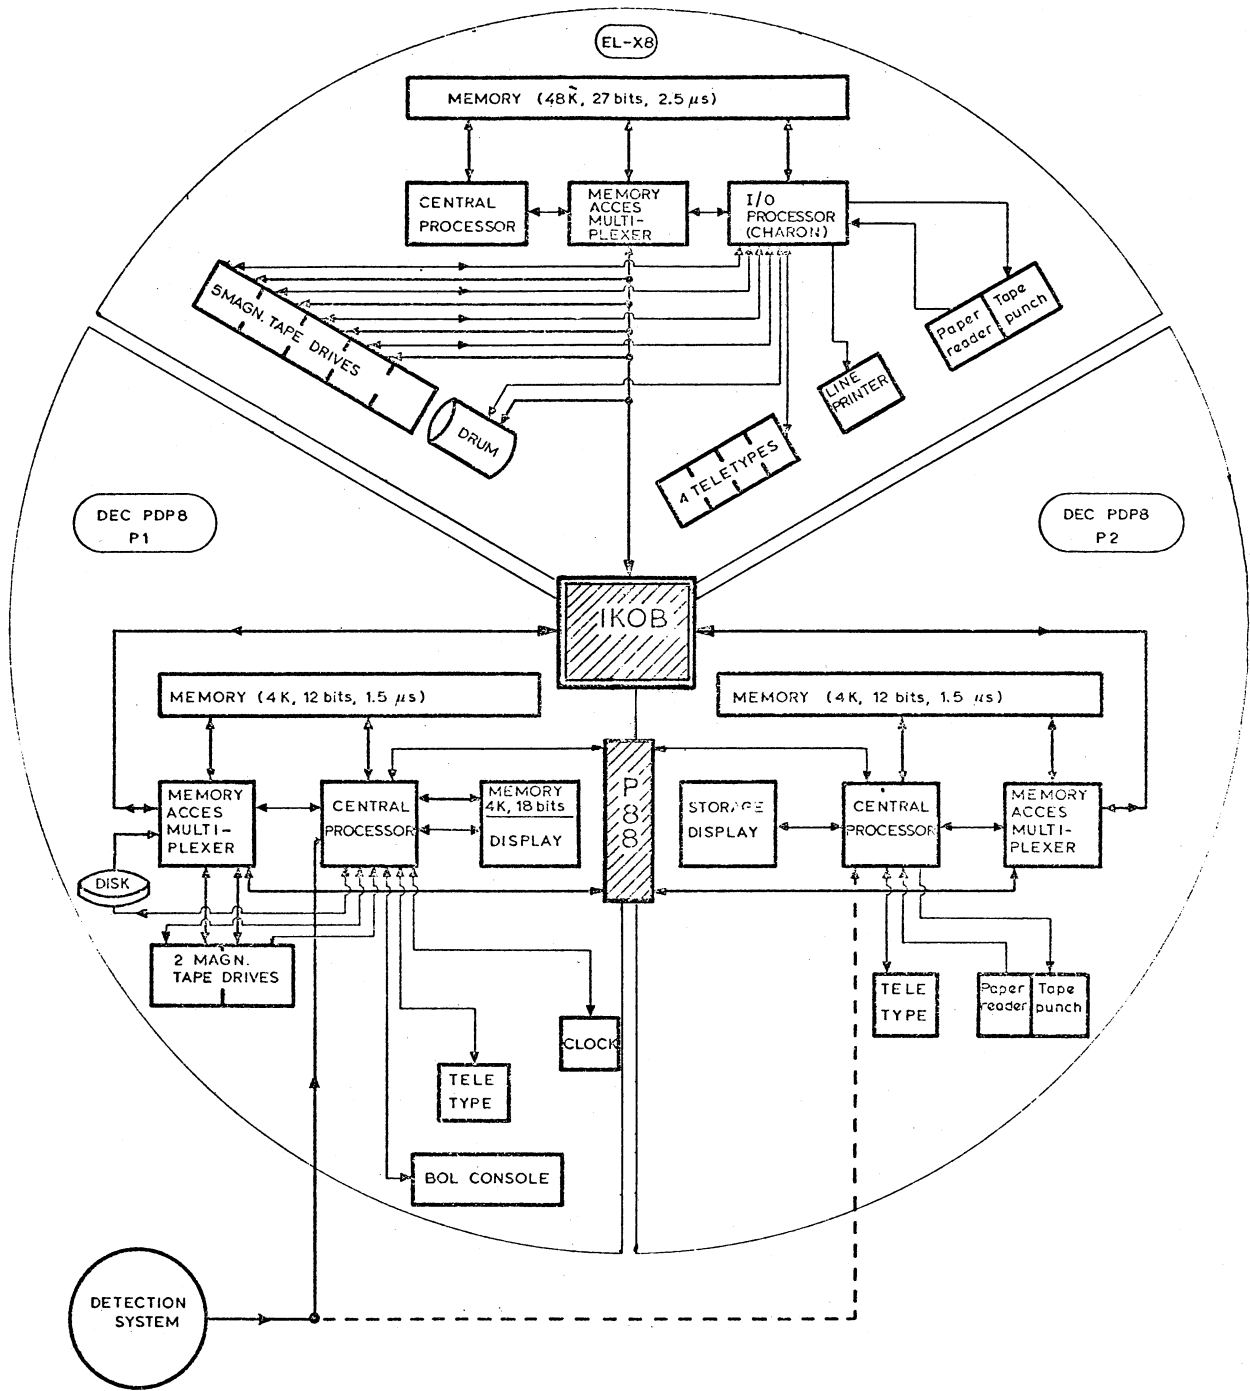 EL-X8
MEMORY (48K, 27 bits, 2.5 μs)
CENTRAL
PROCESSOR
MEMORY
ACCES
MULTI-
PLEXER
I/O
PROCESSOR
(CHARON)
5 MAGN. TAPE DRIVES
DRUM
4 TELETYPES
LINE
PRINTER
Paper
reader
Tape
punch
DEC PDP8
P1
DEC PDP8
P2
IKOB
MEMORY (4K, 12 bits, 1.5 μs)
MEMORY (4K, 12 bits, 1.5 μs)
MEMORY
ACCES
MULTI-
PLEXER
CENTRAL
PROCESSOR
MEMORY
4K, 18 bits
DISPLAY
P
8
8
STORAGE
DISPLAY
CENTRAL
PROCESSOR
MEMORY
ACCES
MULTI-
PLEXER
DISK
2 MAGN.
TAPE DRIVES
CLOCK
TELE
TYPE
BOL CONSOLE
TELE
TYPE
Paper
reader
Tape
punch
DETECTION
SYSTEM